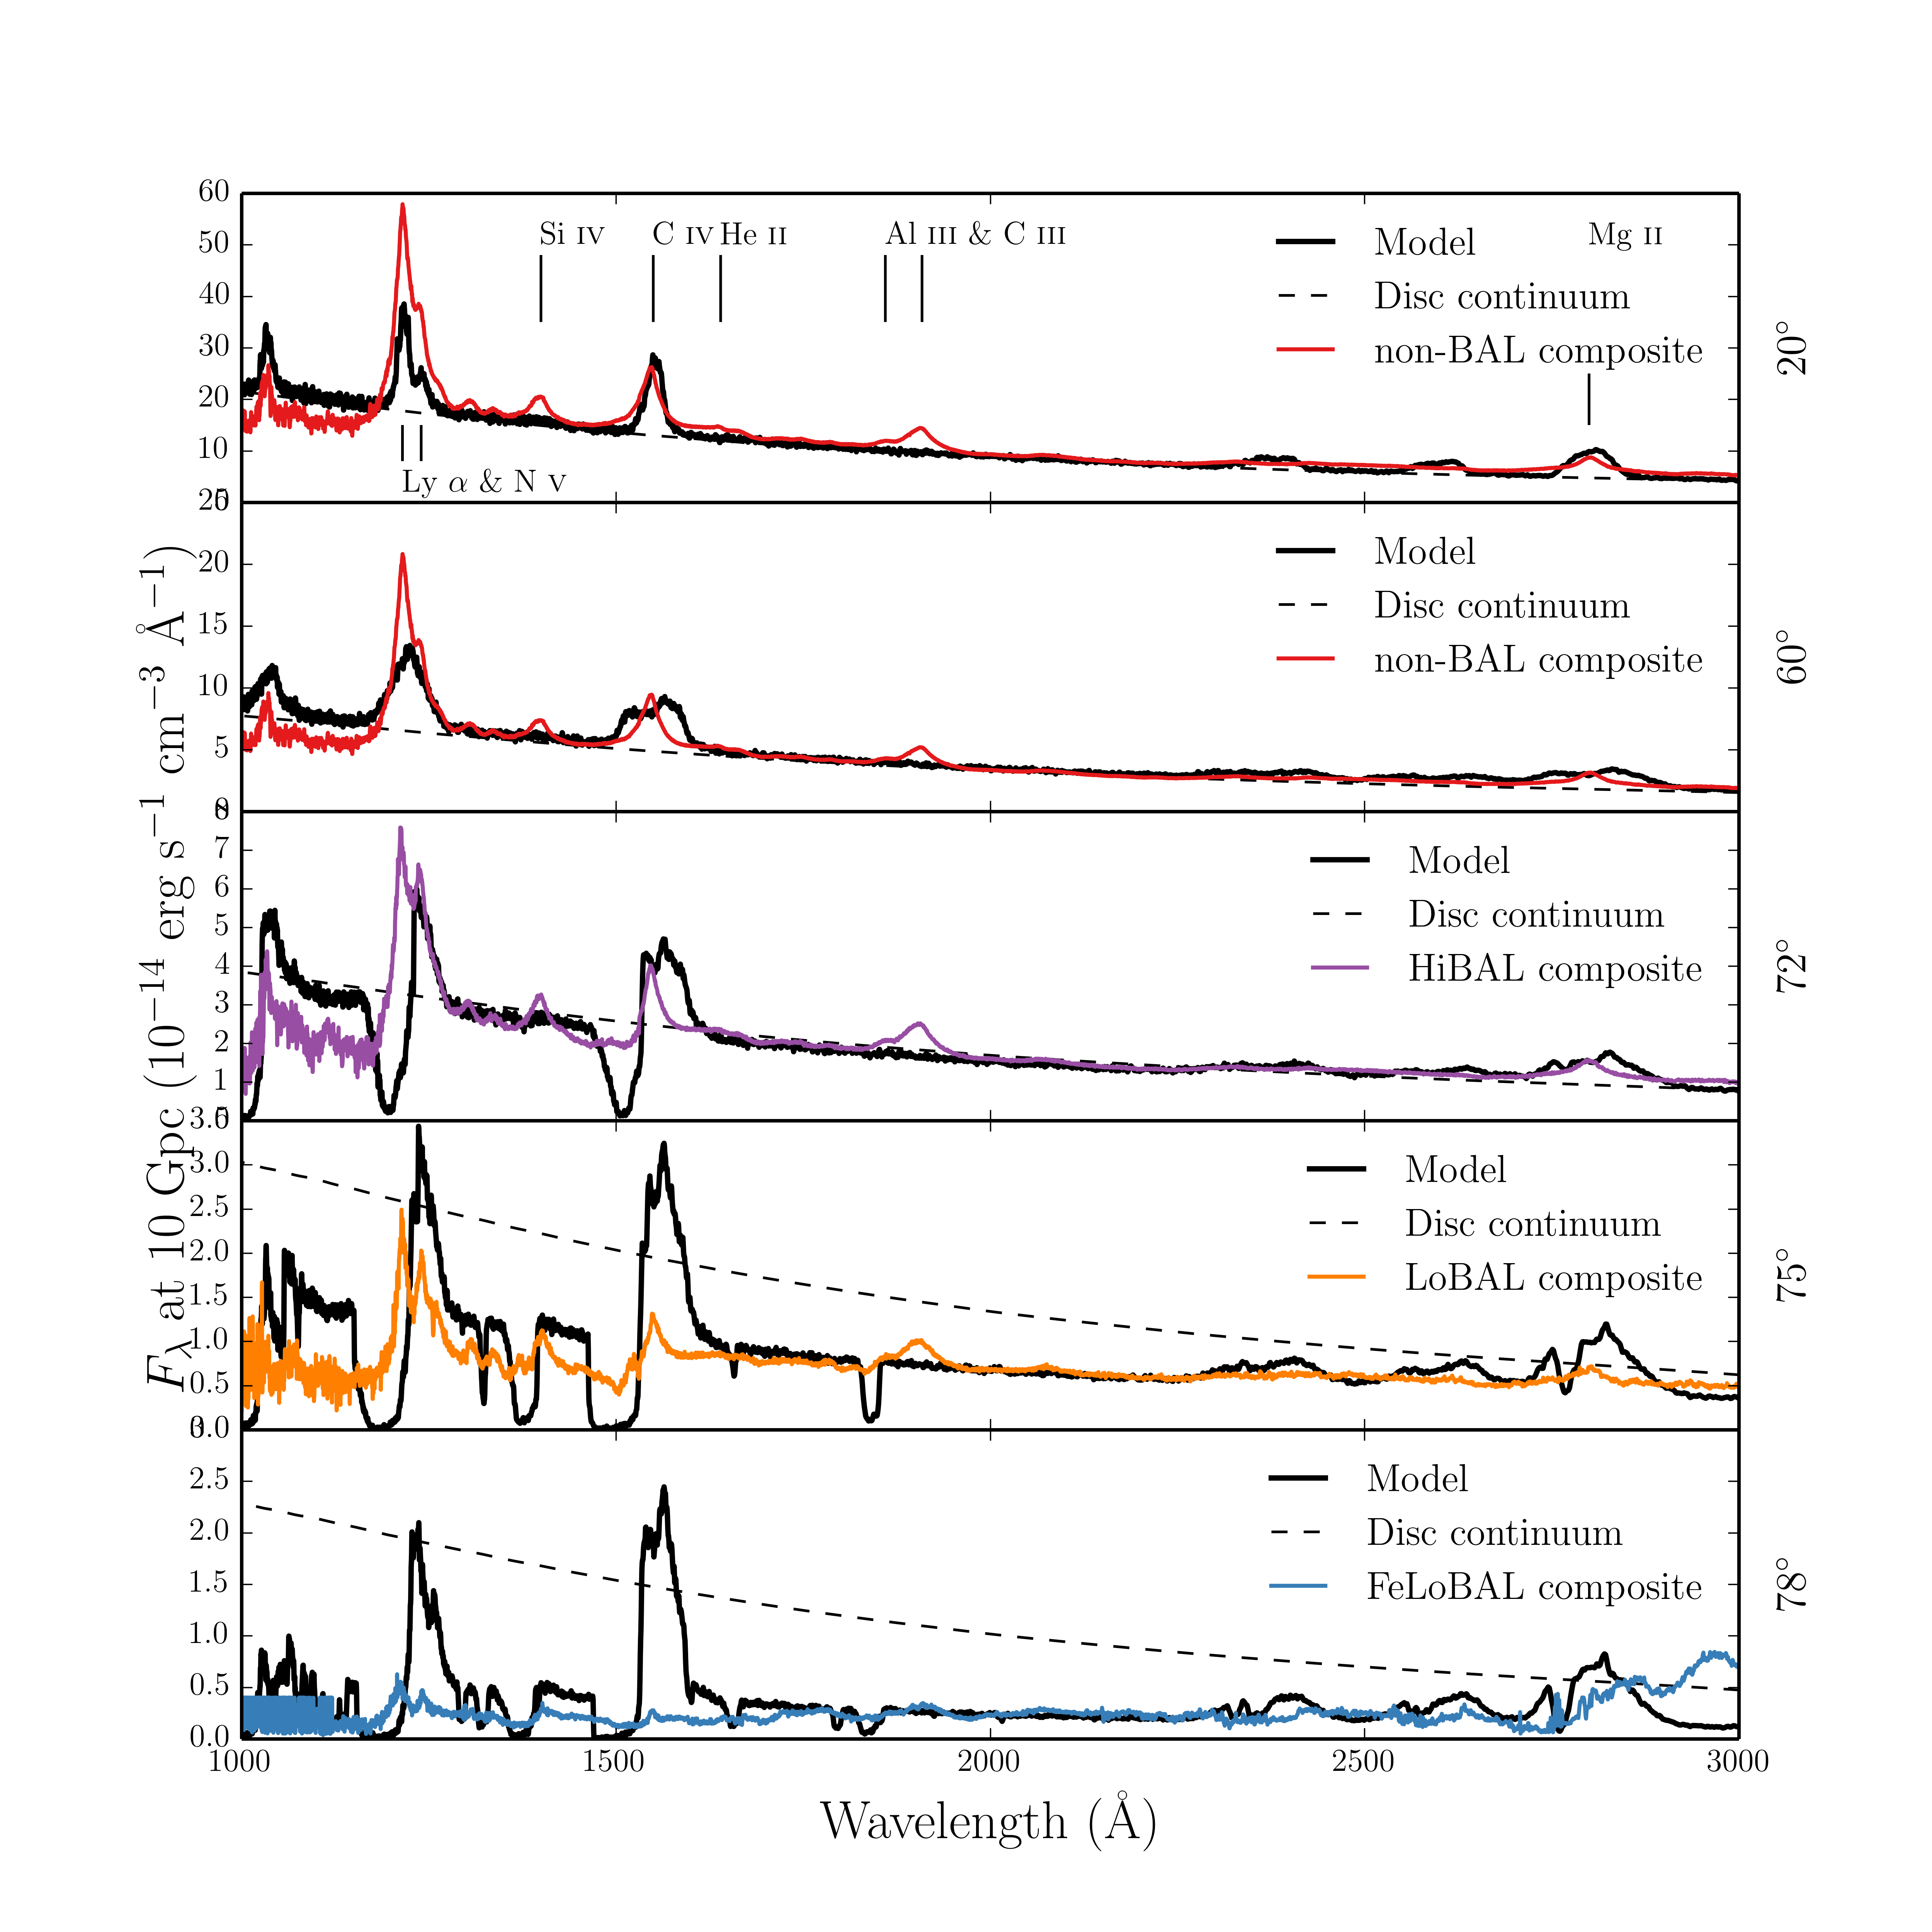 60
50
40
30
20
10
Si IV
C IV
He II
Al III & C III
Mg II
Ly α & N V
Model
Disc continuum
non-BAL composite
20°
25
20
15
10
5
Model
Disc continuum
non-BAL composite
60°
7
6
5
4
3
2
1
Model
Disc continuum
HiBAL composite
72°
3.0
2.5
2.0
1.5
1.0
0.5
Model
Disc continuum
LoBAL composite
75°
2.5
2.0
1.5
1.0
0.5
0.0
Model
Disc continuum
FeLoBAL composite
78°
1000
1500
2000
2500
3000
Wavelength (Å)
Fλ at 10 Gpc (10⁻¹⁴ erg s⁻¹ cm⁻³ Å⁻¹)